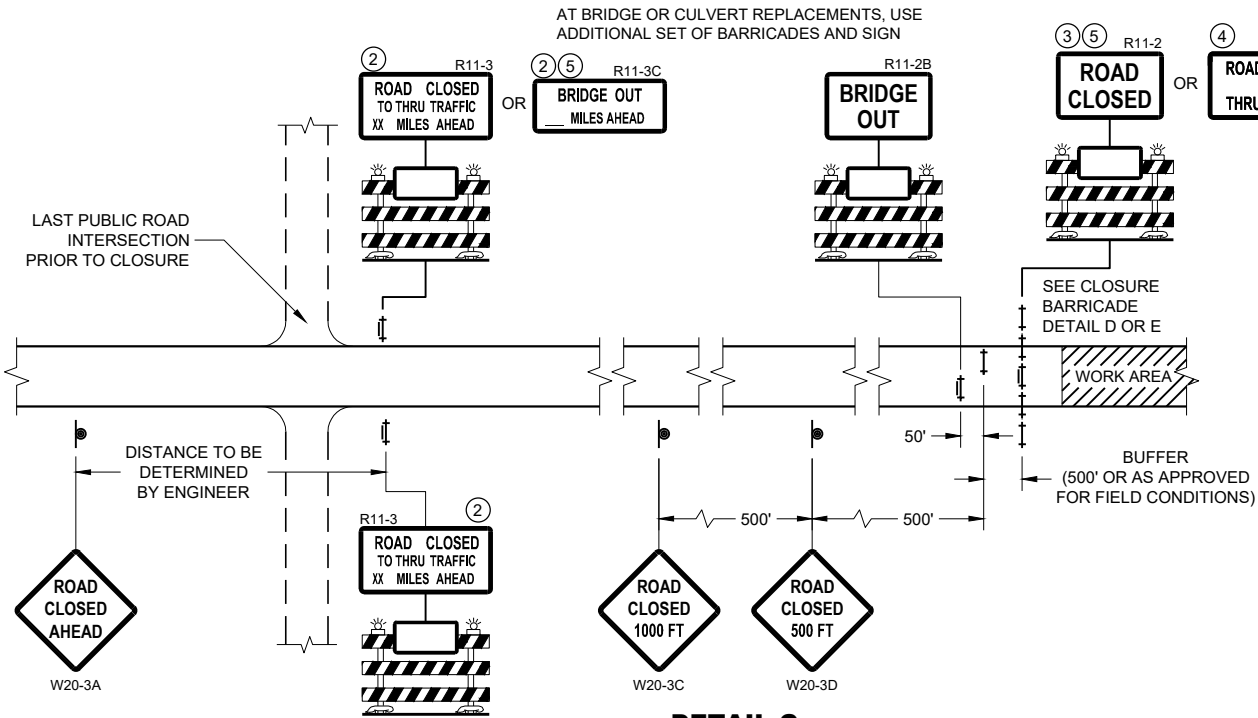 AT BRIDGE OR CULVERT REPLACEMENTS, USE
ADDITIONAL SET OF BARRICADES AND SIGN
2
R11-3
ROAD CLOSED
TO THRU TRAFFIC
XX MILES AHEAD
OR
2 5
R11-3C
BRIDGE OUT
___ MILES AHEAD
R11-2B
BRIDGE
OUT
3 5
R11-2
ROAD
CLOSED
OR
4
ROAD
THRU
LAST PUBLIC ROAD
INTERSECTION
PRIOR TO CLOSURE
SEE CLOSURE
BARRICADE
DETAIL D OR E
WORK AREA
DISTANCE TO BE
DETERMINED
BY ENGINEER
50'
BUFFER
(500' OR AS APPROVED
FOR FIELD CONDITIONS)
500'
500'
R11-3
2
ROAD CLOSED
TO THRU TRAFFIC
XX MILES AHEAD
ROAD
CLOSED
AHEAD
W20-3A
ROAD
CLOSED
1000 FT
W20-3C
ROAD
CLOSED
500 FT
W20-3D